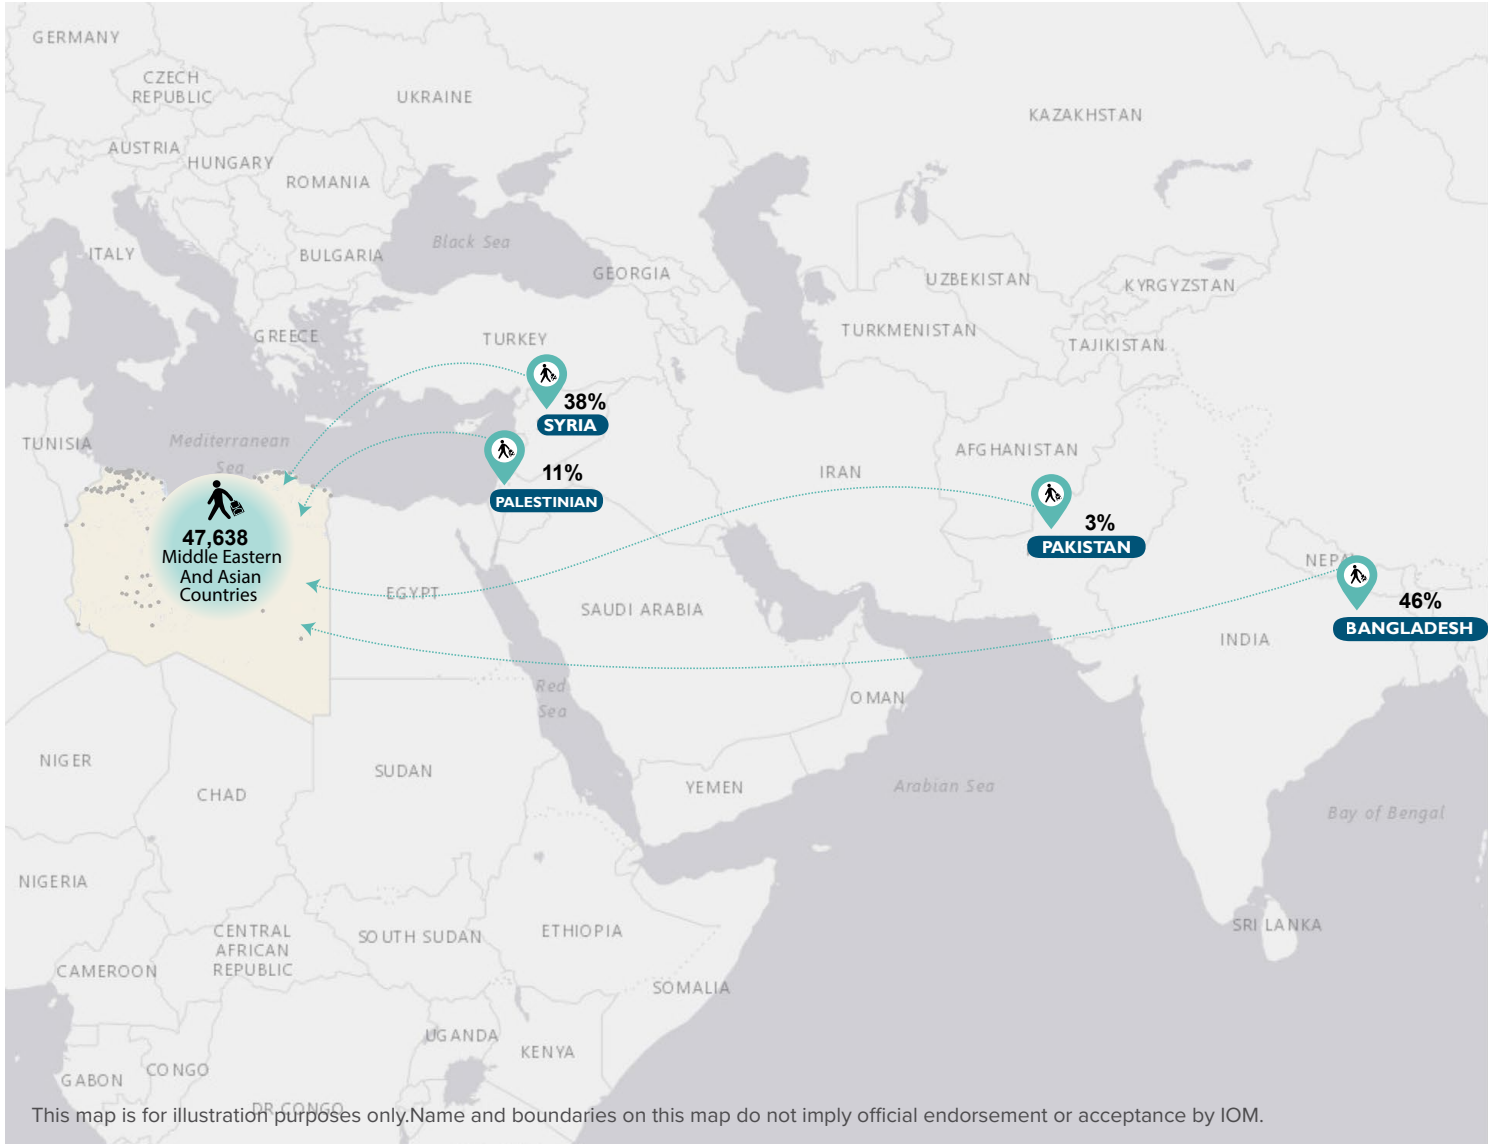 GERMANY
CZECH
REPUBLIC
UKRAINE
KAZAKHSTAN
AUSTRIA
HUNGARY
ROMANIA
ITALY
BULGARIA
Black Sea
GEORGIA
UZBEKISTAN
KYRGYZSTAN
GREECE
TURKEY
TURKMENISTAN
TAJIKISTAN
38%
SYRIA
TUNISIA
Mediterranean
Sea
11%
PALESTINIAN
IRAN
AFGHANISTAN
3%
PAKISTAN
47,638
Middle Eastern
And Asian
Countries
EGYPT
SAUDI ARABIA
NEPA
46%
BANGLADESH
INDIA
Red
Sea
OMAN
NIGER
CHAD
SUDAN
YEMEN
Arabian Sea
Bay of Bengal
NIGERIA
CENTRAL
AFRICAN
REPUBLIC
SOUTH SUDAN
ETHIOPIA
SRI LANKA
CAMEROON
SOMALIA
UGANDA
KENYA
CONGO
GABON
DR CONGO
This map is for illustration purposes only.Name and boundaries on this map do not imply official endorsement or acceptance by IOM.